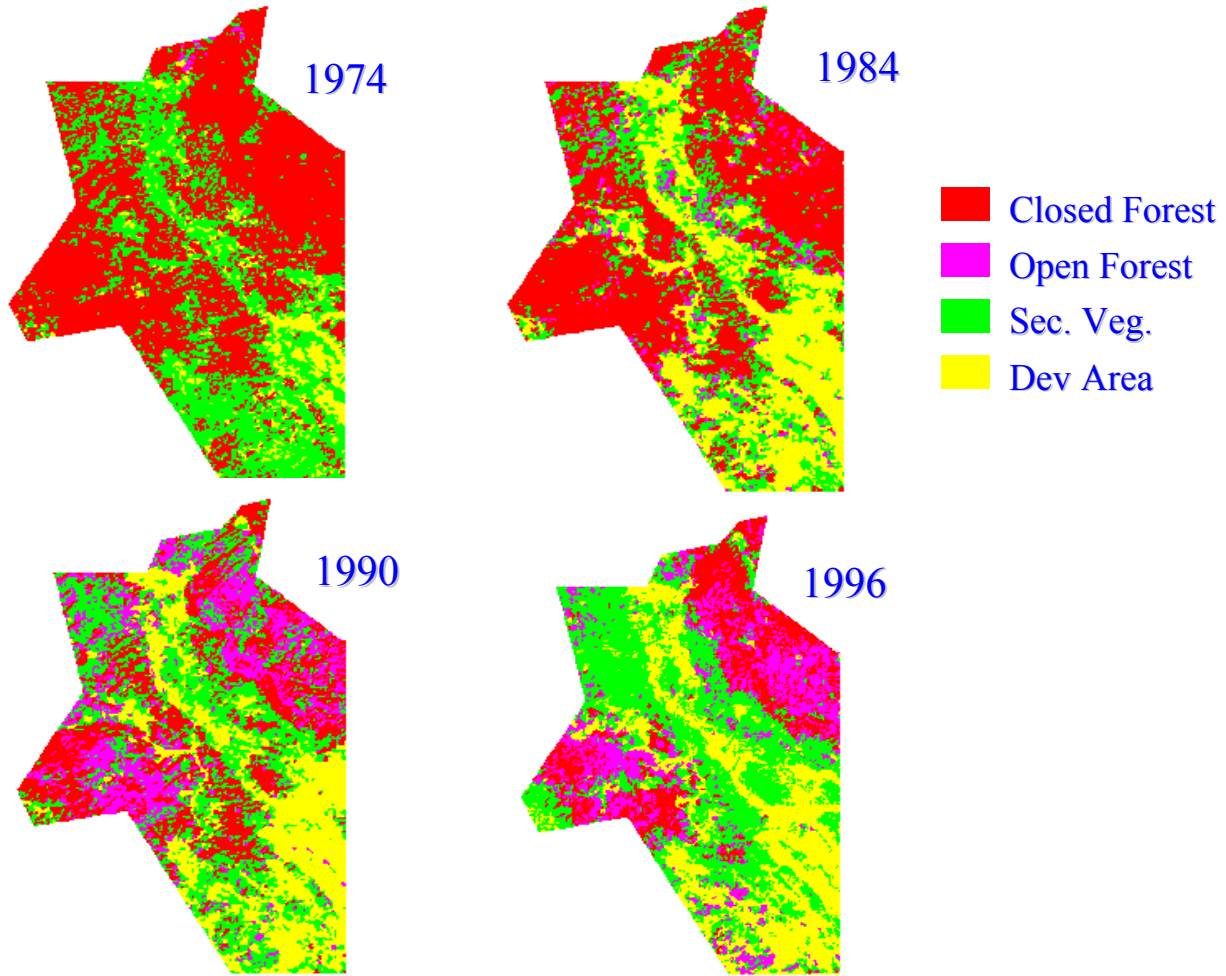 1974
1984
Closed Forest
Open Forest
Sec. Veg.
Dev Area
1990
1996